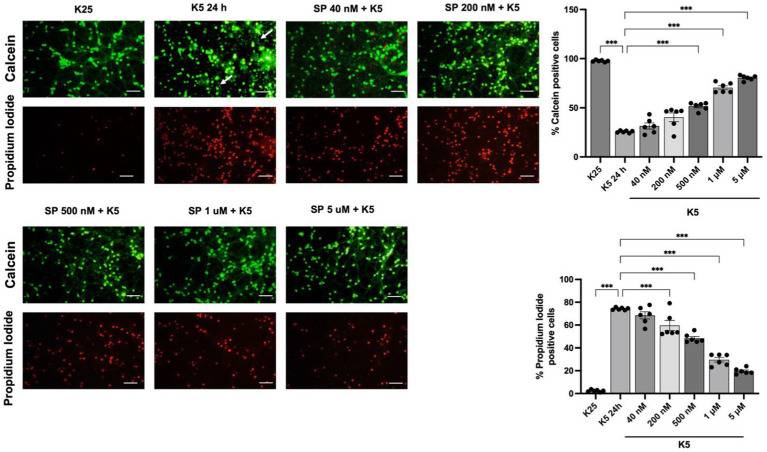 K25 K5 24 h SP 40 nM + K5 SP 200 nM + K5
Calcein
Propidium Iodide
SP 500 nM + K5 SP 1 uM + K5 SP 5 uM + K5
Calcein
Propidium Iodide
% Calcein positive cells
150
100
50
0
***
***
***
***
K25 K5 24 h 40 nM 200 nM 500 nM 1 µM 5 µM
K5
% Propidium Iodide
positive cells
100
80
60
40
20
0
***
***
***
*** ***
K25 K5 24h 40 nM 200 nM 500 nM 1 µM 5 µM
K5